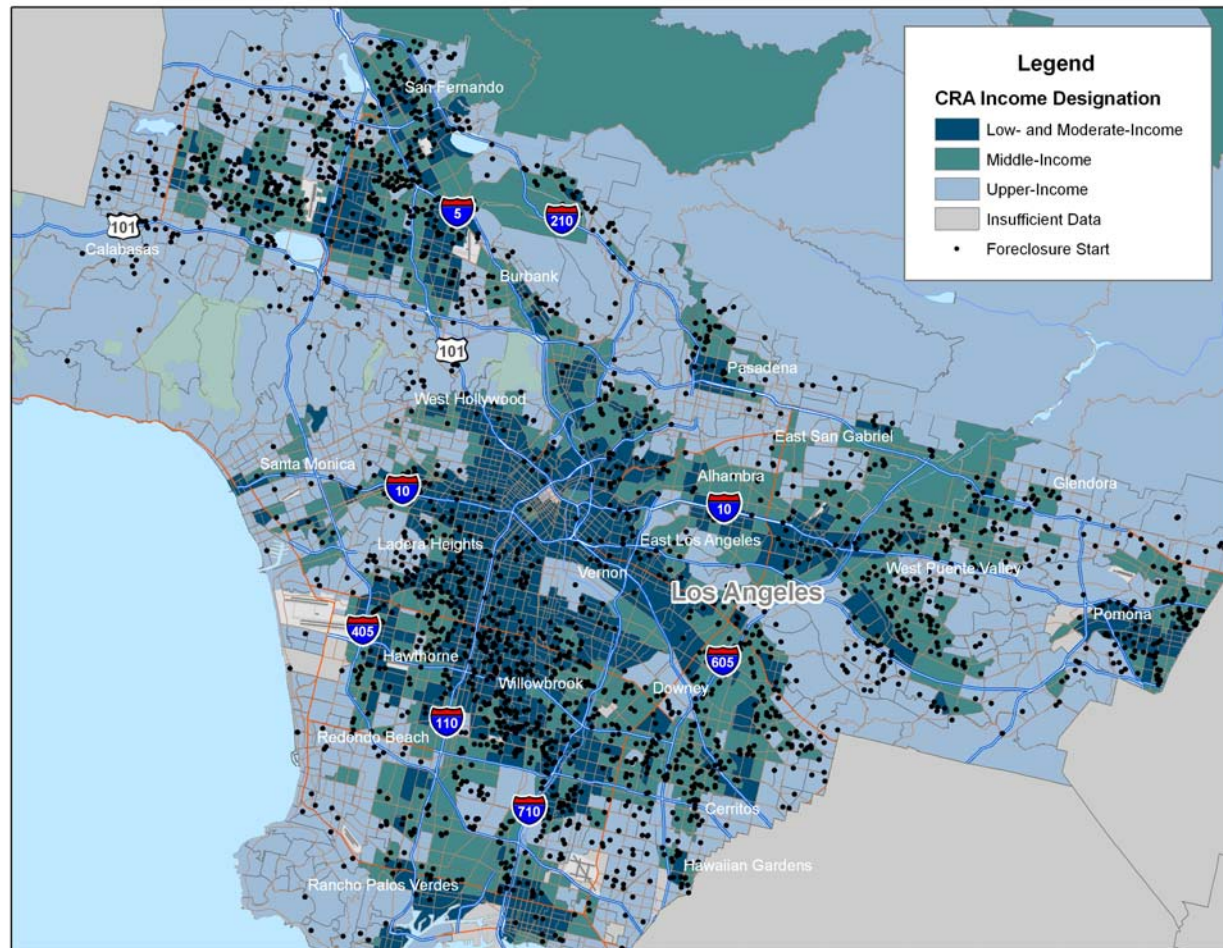 Legend
CRA Income Designation
Low- and Moderate-Income
Middle-Income
Upper-Income
Insufficient Data
Foreclosure Start
San Fernando
5
210
101
Calabasas
Burbank
101
Pasadena
West Hollywood
East San Gabriel
Santa Monica
Alhambra
Glendora
10
10
Ladera Heights
East Los Angeles
Vernon
West Puente Valley
Los Angeles
Pomona
405
Hawthorne
605
Willowbrook
Downey
110
Redondo Beach
710
Cerritos
Hawaiian Gardens
Rancho Palos Verdes